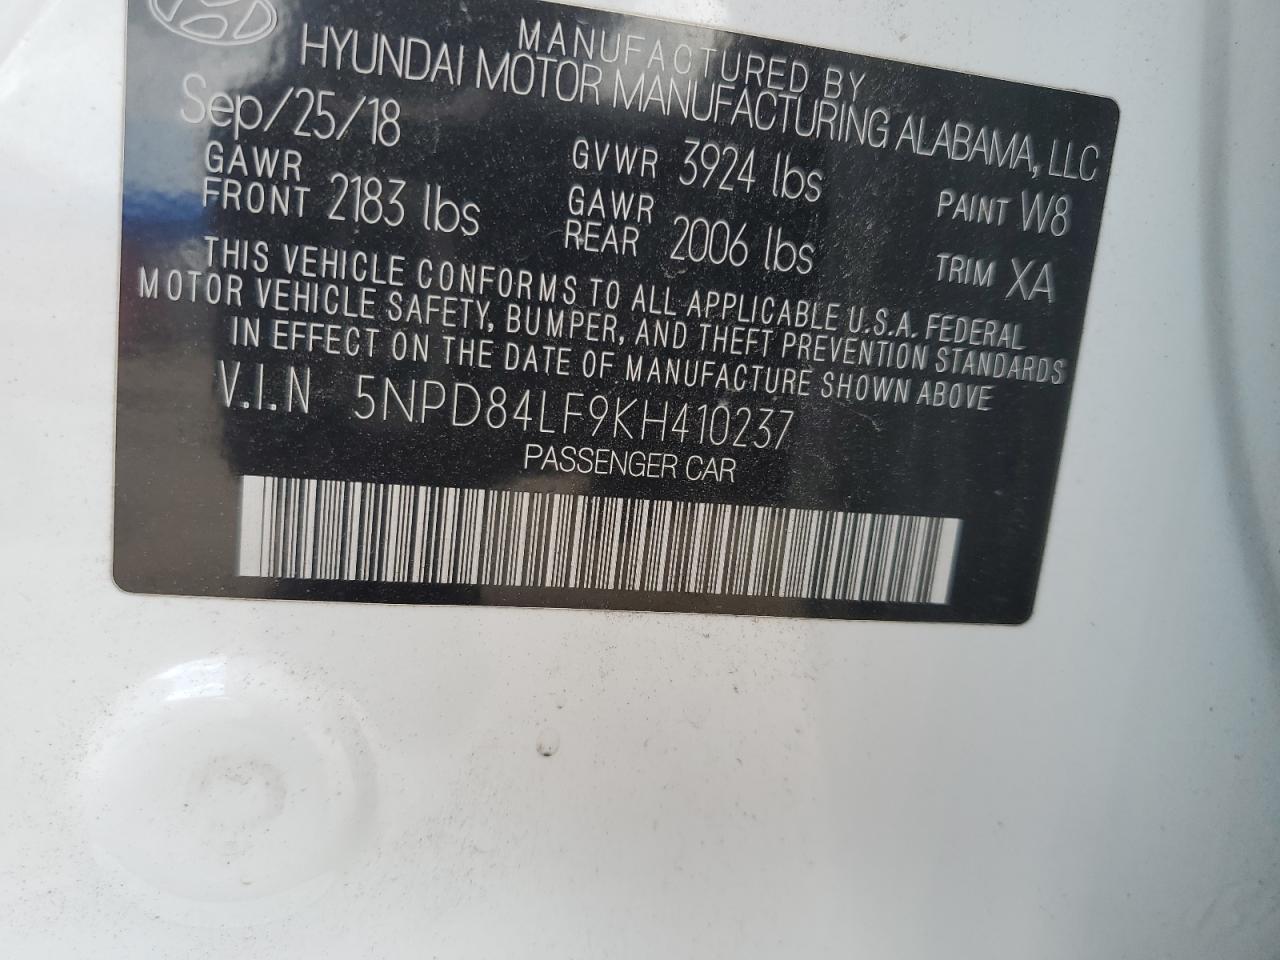 MANUFACTURED BY
HYUNDAI MOTOR MANUFACTURING ALABAMA, LLC
Sep/25/18
GAWR FRONT 2183 lbs
GVWR 3924 lbs
GAWR REAR 2006 lbs
PAINT W8
TRIM XA
THIS VEHICLE CONFORMS TO ALL APPLICABLE U.S.A. FEDERAL
MOTOR VEHICLE SAFETY, BUMPER, AND THEFT PREVENTION STANDARDS
IN EFFECT ON THE DATE OF MANUFACTURE SHOWN ABOVE
V.I.N 5NPD84LF9KH410237
PASSENGER CAR